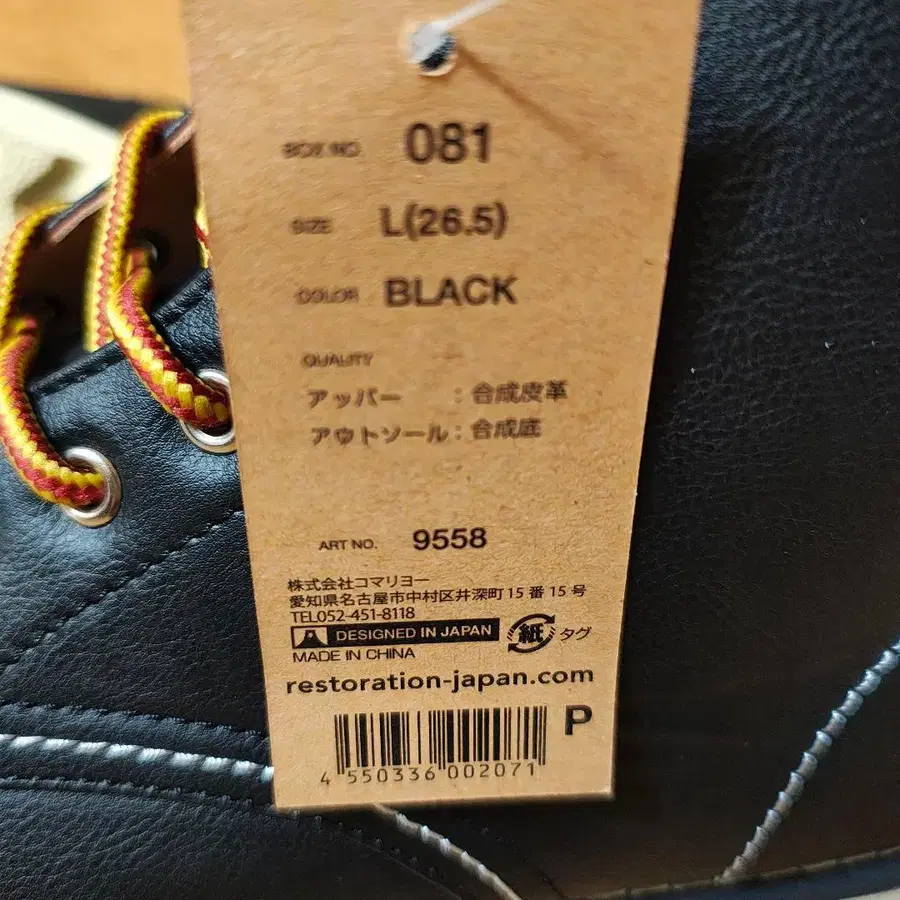 BOX NO. 081
SIZE L(26.5)
COLOR BLACK
QUALITY
アッパー : 合成皮革
アウトソール : 合成底
ART NO. 9558
株式会社コマリヨー
愛知県名古屋市中村区井深町15番15号
TEL052-451-8118
DESIGNED IN JAPAN
紙 タグ
MADE IN CHINA
restoration-japan.com
P
4 550336 002071